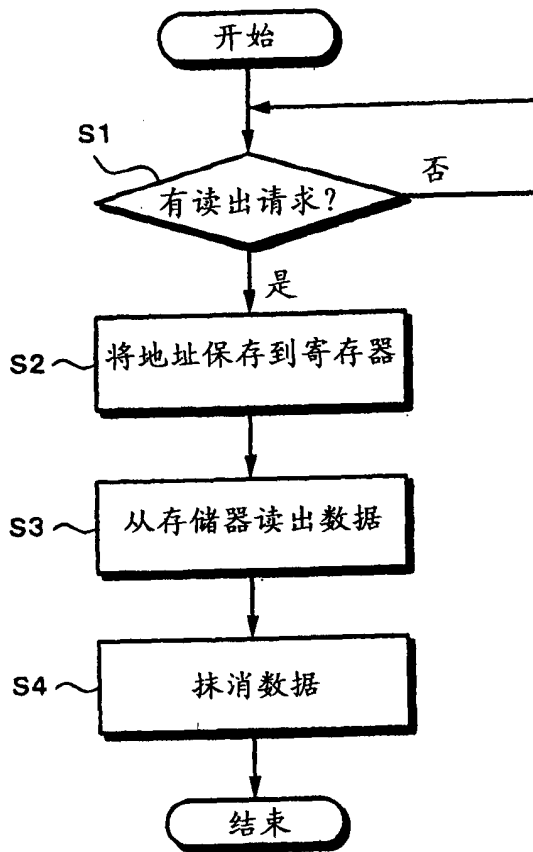 开始
S1
有读出请求?
否
是
S2
将地址保存到寄存器
S3
从存储器读出数据
S4
抹消数据
结束